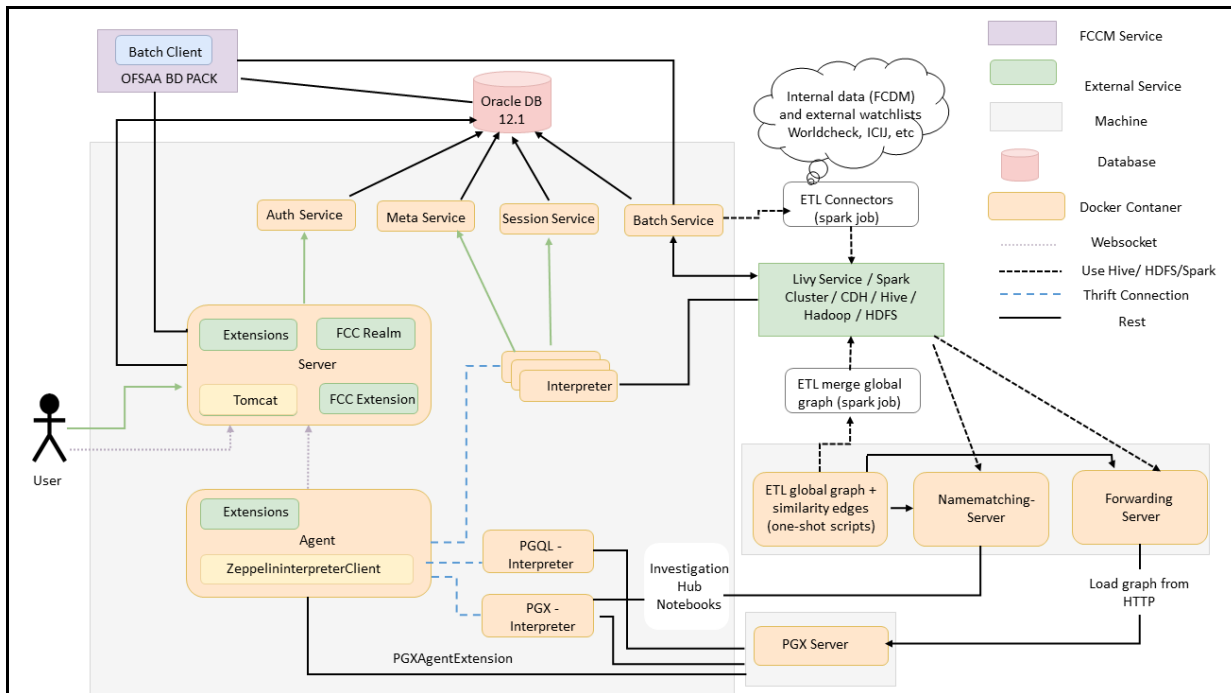 Batch Client
OFSAA BD PACK
Oracle DB
12.1
Internal data (FCDM)
and external watchlists
Worldcheck, ICIJ, etc
FCCM Service
External Service
Machine
Database
Docker Contaner
Websocket
Use Hive/ HDFS/Spark
Thrift Connection
Rest
Auth Service
Meta Service
Session Service
Batch Service
ETL Connectors
(spark job)
Livy Service / Spark
Cluster / CDH / Hive /
Hadoop / HDFS
Extensions
FCC Realm
Server
Tomcat
FCC Extension
Interpreter
ETL merge global
graph (spark job)
User
Extensions
Agent
ZeppelininterpreterClient
PGQL -
Interpreter
PGX -
Interpreter
Investigation
Hub
Notebooks
ETL global graph +
similarity edges
(one-shot scripts)
Namematching-
Server
Forwarding
Server
Load graph from
HTTP
PGX Server
PGXAgentExtension